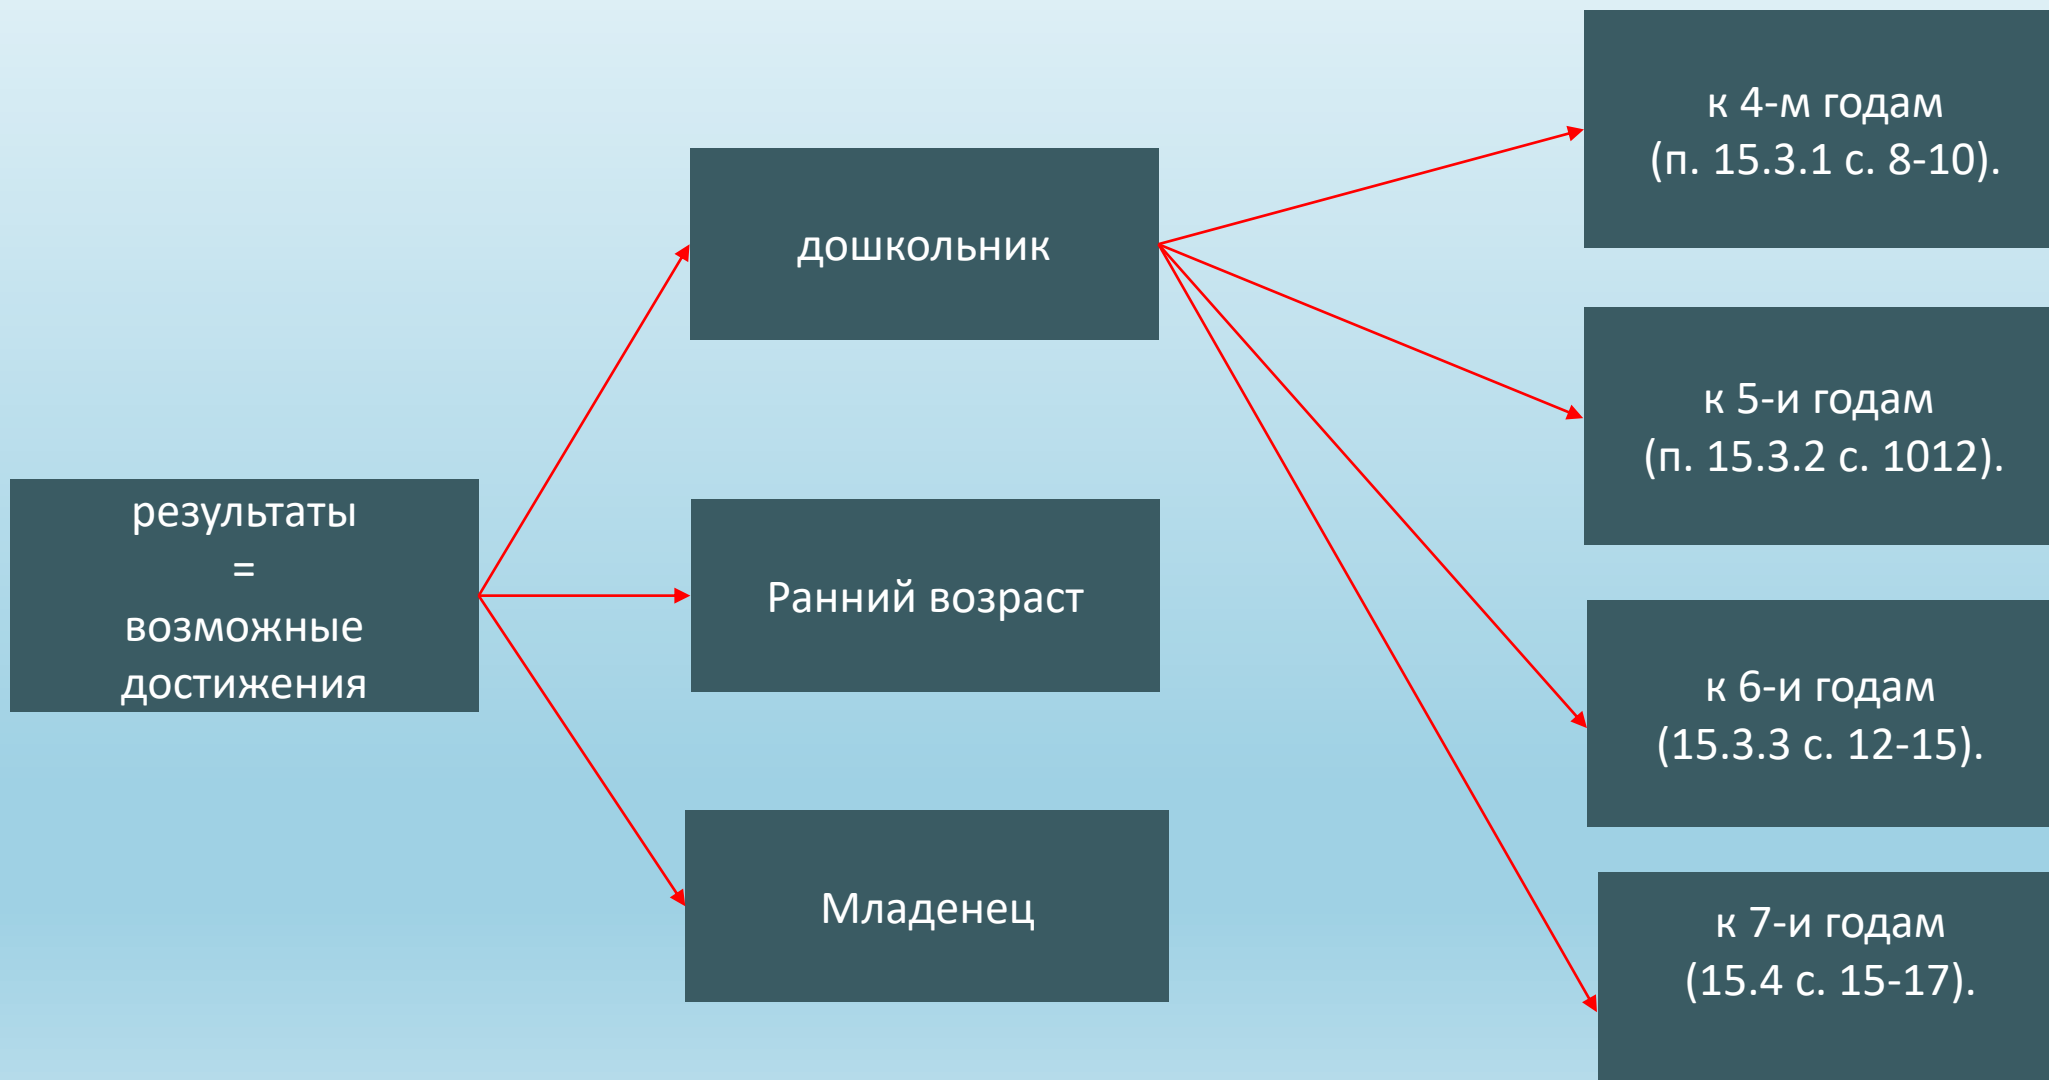 результаты
=
возможные
достижения
дошкольник
Ранний возраст
Младенец
к 4-м годам
(п. 15.3.1 с. 8-10).
к 5-и годам
(п. 15.3.2 с. 1012).
к 6-и годам
(15.3.3 с. 12-15).
к 7-и годам
(15.4 с. 15-17).